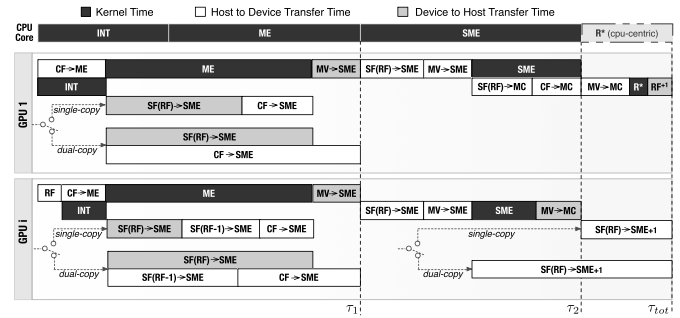 Kernel Time Host to Device Transfer Time Device to Host Transfer Time
CPU Core INT ME SME R* (cpu-centric)
GPU 1
CF→ME ME MV→SME SF(RF)→SME MV→SME SME
INT SF(RF)→MC CF→MC MV→MC R* RF+1
single-copy SF(RF)→SME CF→SME
dual-copy SF(RF)→SME
CF→SME
GPU i
RF CF→ME ME MV→SME
INT SF(RF)→SME MV→SME SME MV→MC
single-copy SF(RF)→SME SF(RF-1)→SME CF→SME single-copy SF(RF)→SME+1
dual-copy SF(RF)→SME
SF(RF-1)→SME CF→SME dual-copy SF(RF)→SME+1
τ1 τ2 τtot